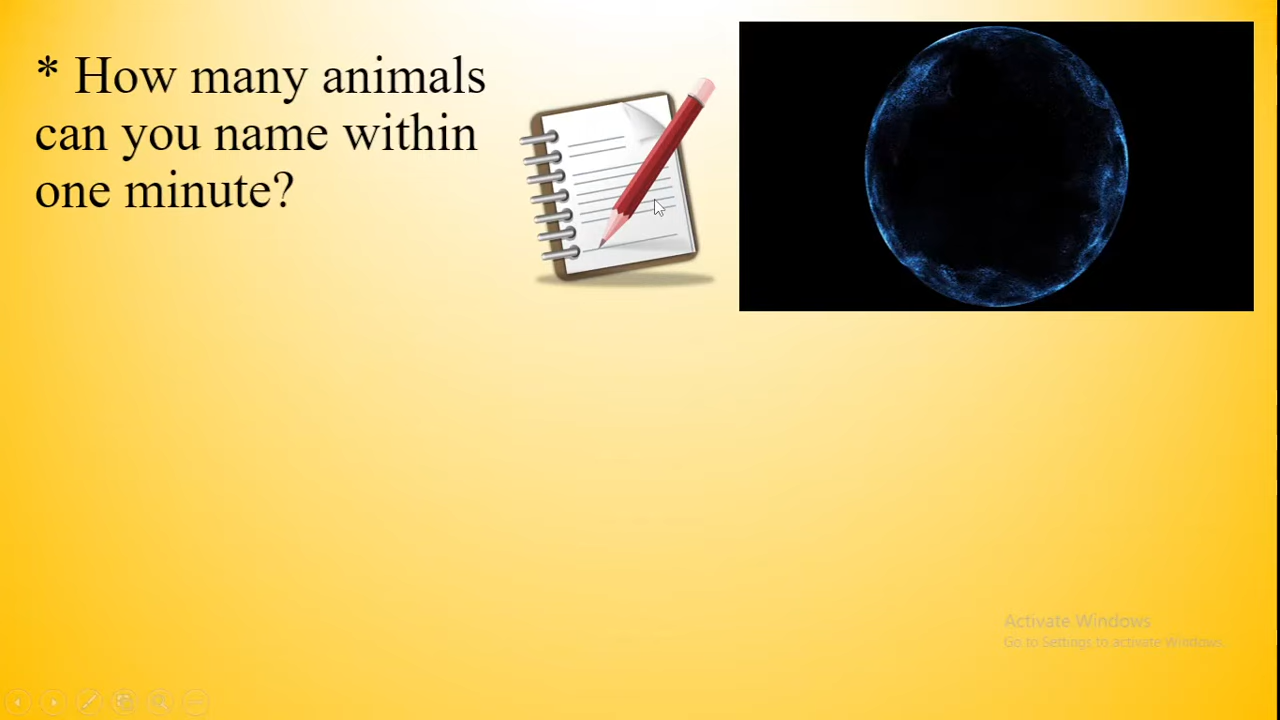 * How many animals
can you name within
one minute?
Activate Windows
Go to Settings to activate Windows.